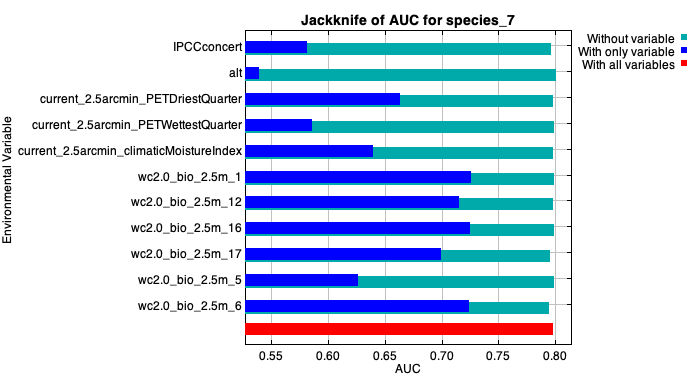 Jackknife of AUC for species_7
Environmental Variable
IPCCconcert
alt
current_2.5arcmin_PETDriestQuarter
current_2.5arcmin_PETWettestQuarter
current_2.5arcmin_climaticMoistureIndex
wc2.0_bio_2.5m_1
wc2.0_bio_2.5m_12
wc2.0_bio_2.5m_16
wc2.0_bio_2.5m_17
wc2.0_bio_2.5m_5
wc2.0_bio_2.5m_6
0.55 0.60 0.65 0.70 0.75 0.80
AUC
Without variable
With only variable
With all variables